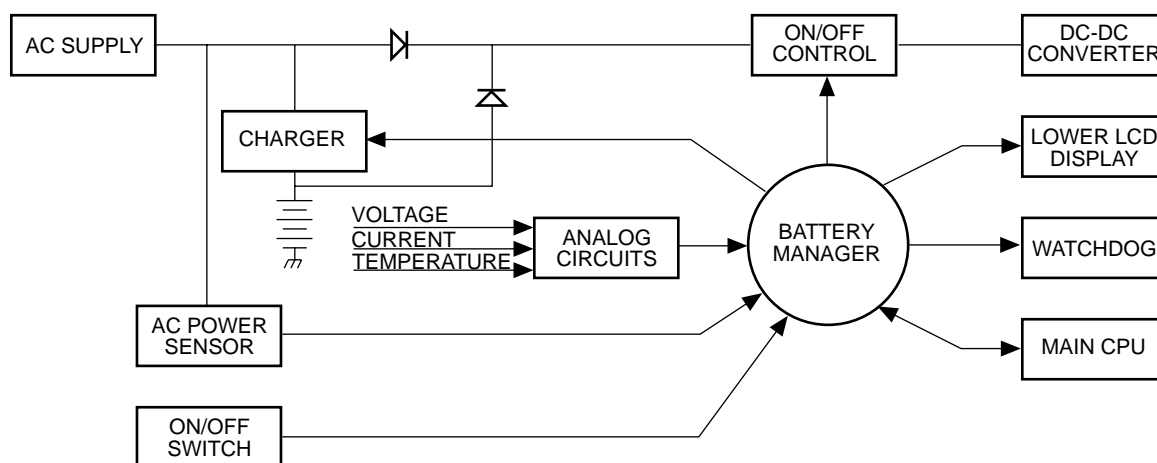 AC SUPPLY
ON/OFF
CONTROL
DC-DC
CONVERTER
CHARGER
LOWER LCD
DISPLAY
VOLTAGE
CURRENT
TEMPERATURE
ANALOG
CIRCUITS
BATTERY
MANAGER
WATCHDOG
AC POWER
SENSOR
MAIN CPU
ON/OFF
SWITCH